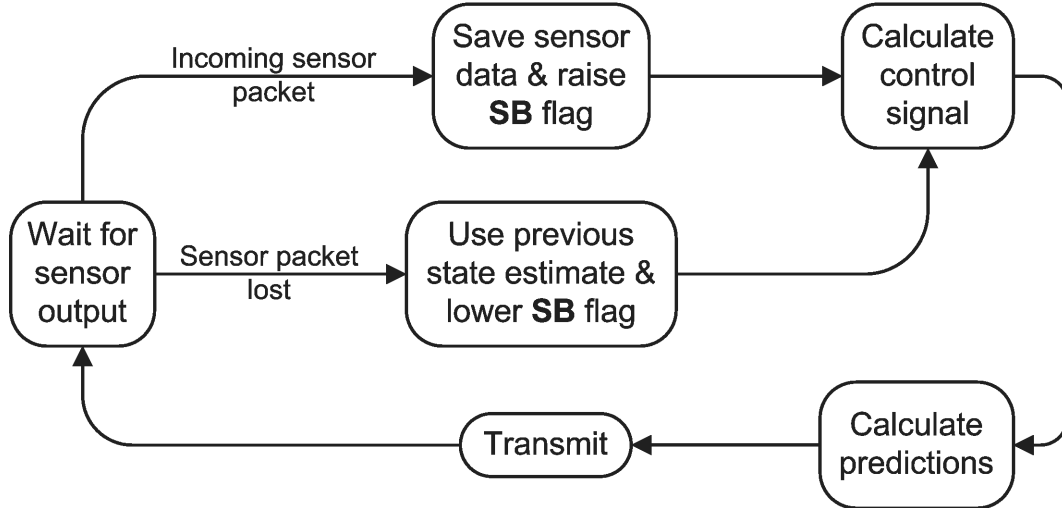 Incoming sensor
packet
Save sensor
data & raise
SB flag
Calculate
control
signal
Wait for
sensor
output
Sensor packet
lost
Use previous
state estimate &
lower SB flag
Transmit
Calculate
predictions